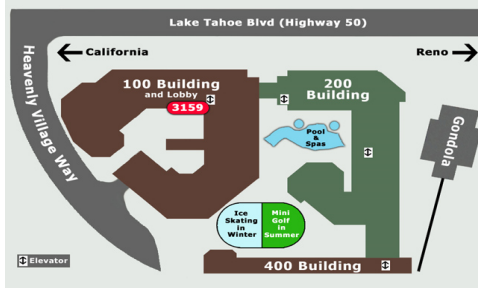 Lake Tahoe Blvd (Highway 50)
California
Reno
Heavenly Village Way
100 Building
and Lobby
3159
200
Building
Pool
&
Spas
Gondola
Ice
Skating
in
Winter
Mini
Golf
in
Summer
Elevator
400 Building